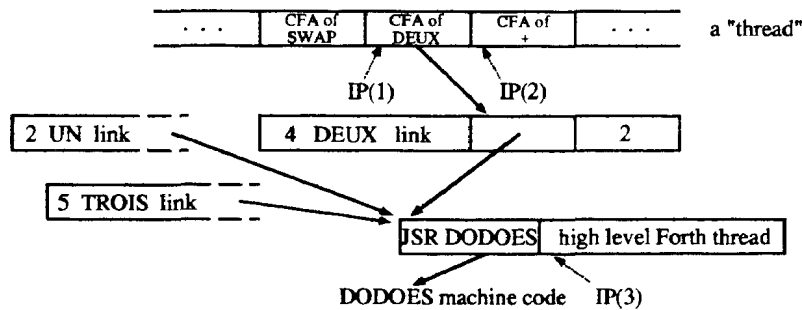 . . . CFA of SWAP CFA of DEUX CFA of + . . . a "thread"
IP(1) IP(2)
2 UN link 4 DEUX link 2
5 TROIS link
JSR DODOES high level Forth thread
DODOES machine code IP(3)